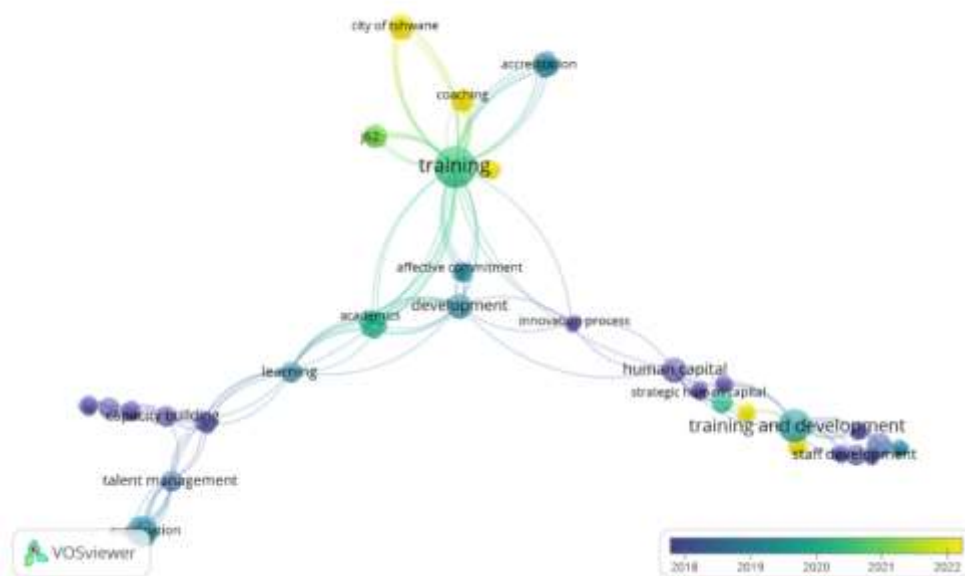 city of tshwane
accreditation
coaching
training
affective commitment
development
academics
innovation process
learning
human capital
strategic human capital
capacity building
training and development
staff development
talent management
VOSviewer
2018 2019 2020 2021 2022